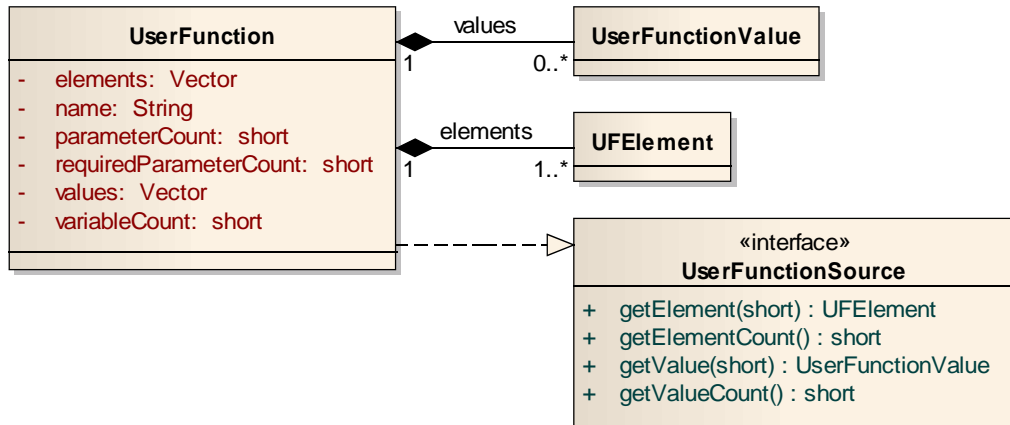 UserFunction
- elements: Vector
- name: String
- parameterCount: short
- requiredParameterCount: short
- values: Vector
- variableCount: short
values
1
0..*
UserFunctionValue
elements
1
1..*
UFElement
«interface»
UserFunctionSource
+ getElement(short) : UFElement
+ getElementCount() : short
+ getValue(short) : UserFunctionValue
+ getValueCount() : short